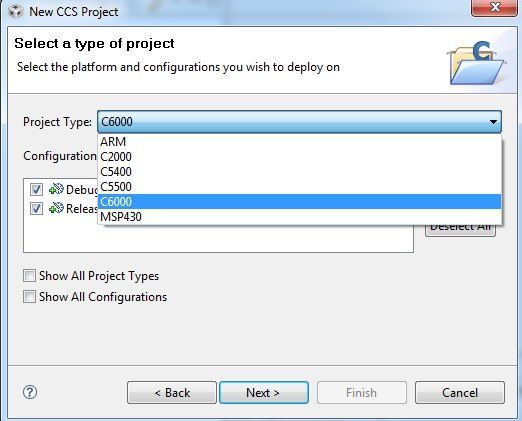 New CCS Project
Select a type of project
Select the platform and configurations you wish to deploy on
C
Project Type: C6000
ARM
C2000
C5400
C5500
C6000
MSP430
Configuration
Debug
Releas
Deselect All
Show All Project Types
Show All Configurations
? < Back Next > Finish Cancel